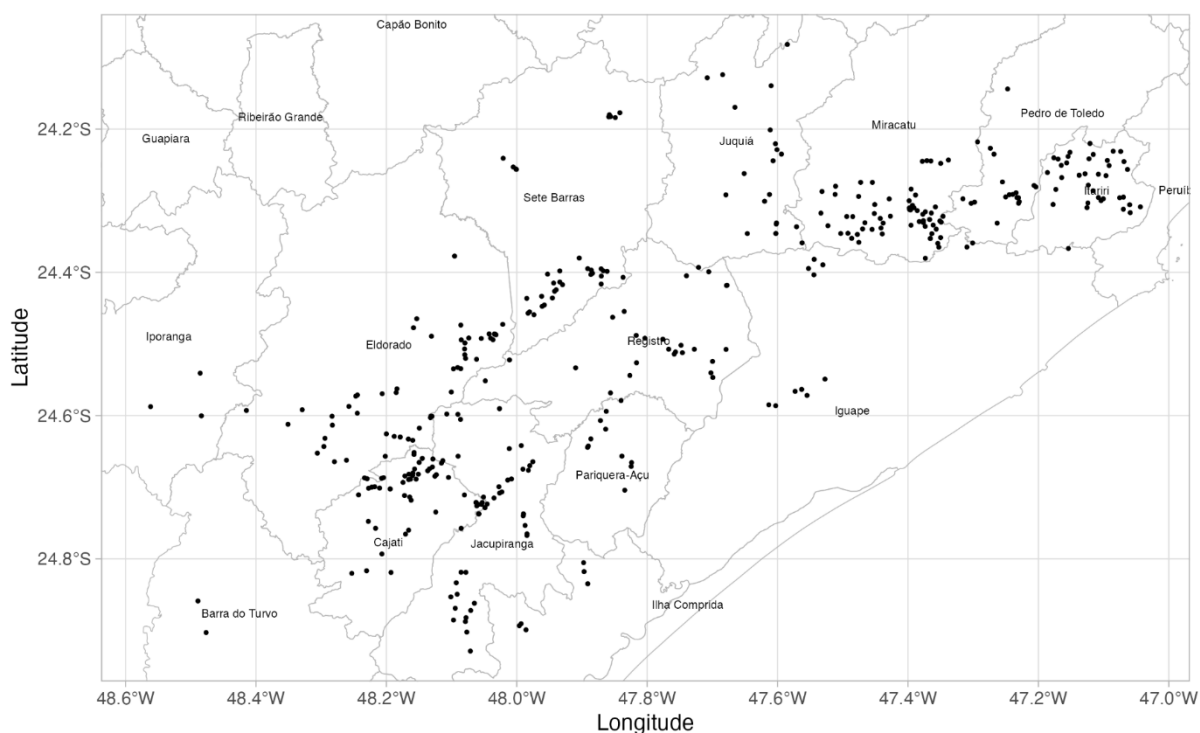 Capão Bonito
24.2°S
Guapiara
Ribeirão Grande
Juquiá
Miracatu
Pedro de Toledo
Sete Barras
Itariri
Peruíb
24.4°S
Iporanga
Eldorado
Registro
24.6°S
Iguape
Pariquera-Açu
24.8°S
Cajati
Jacupiranga
Barra do Turvo
Ilha Comprida
Latitude
48.6°W 48.4°W 48.2°W 48.0°W 47.8°W 47.6°W 47.4°W 47.2°W 47.0°W
Longitude